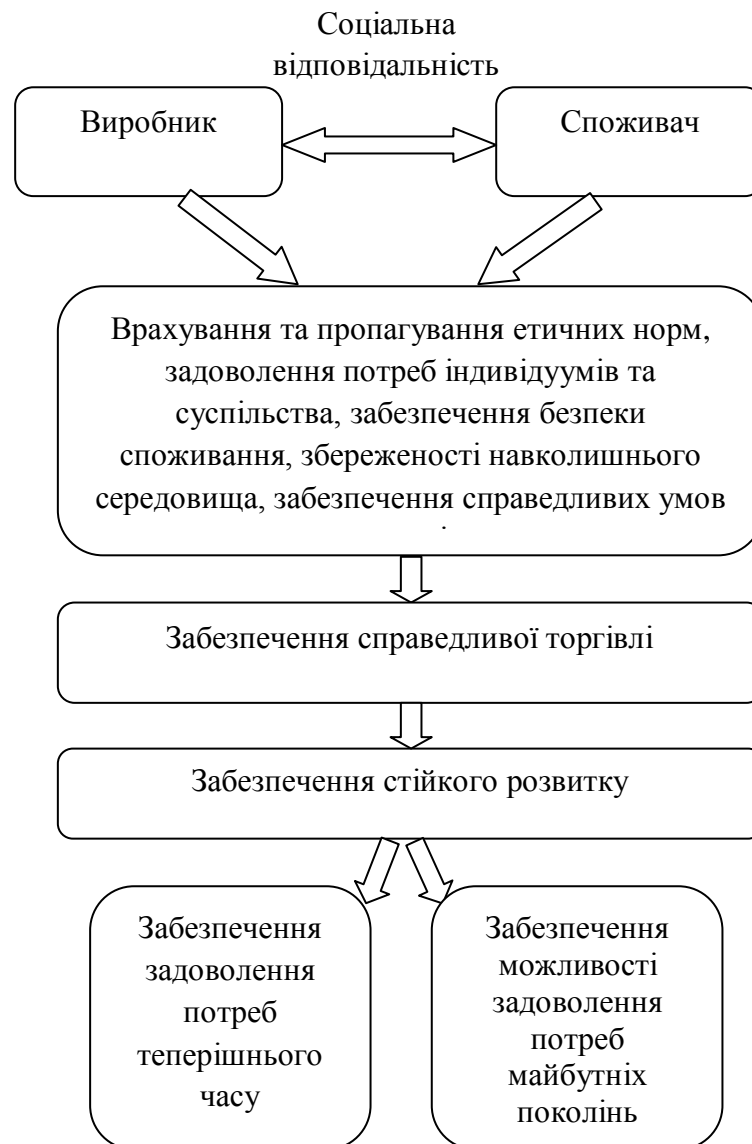 Соціальна
відповідальність
Виробник
Споживач
Врахування та пропагування етичних норм,
задоволення потреб індивідуумів та
суспільства, забезпечення безпеки
споживання, збереженості навколишнього
середовища, забезпечення справедливих умов
Забезпечення справедливої торгівлі
Забезпечення стійкого розвитку
Забезпечення
задоволення
потреб
теперішнього
часу
Забезпечення
можливості
задоволення
потреб
майбутніх
поколінь